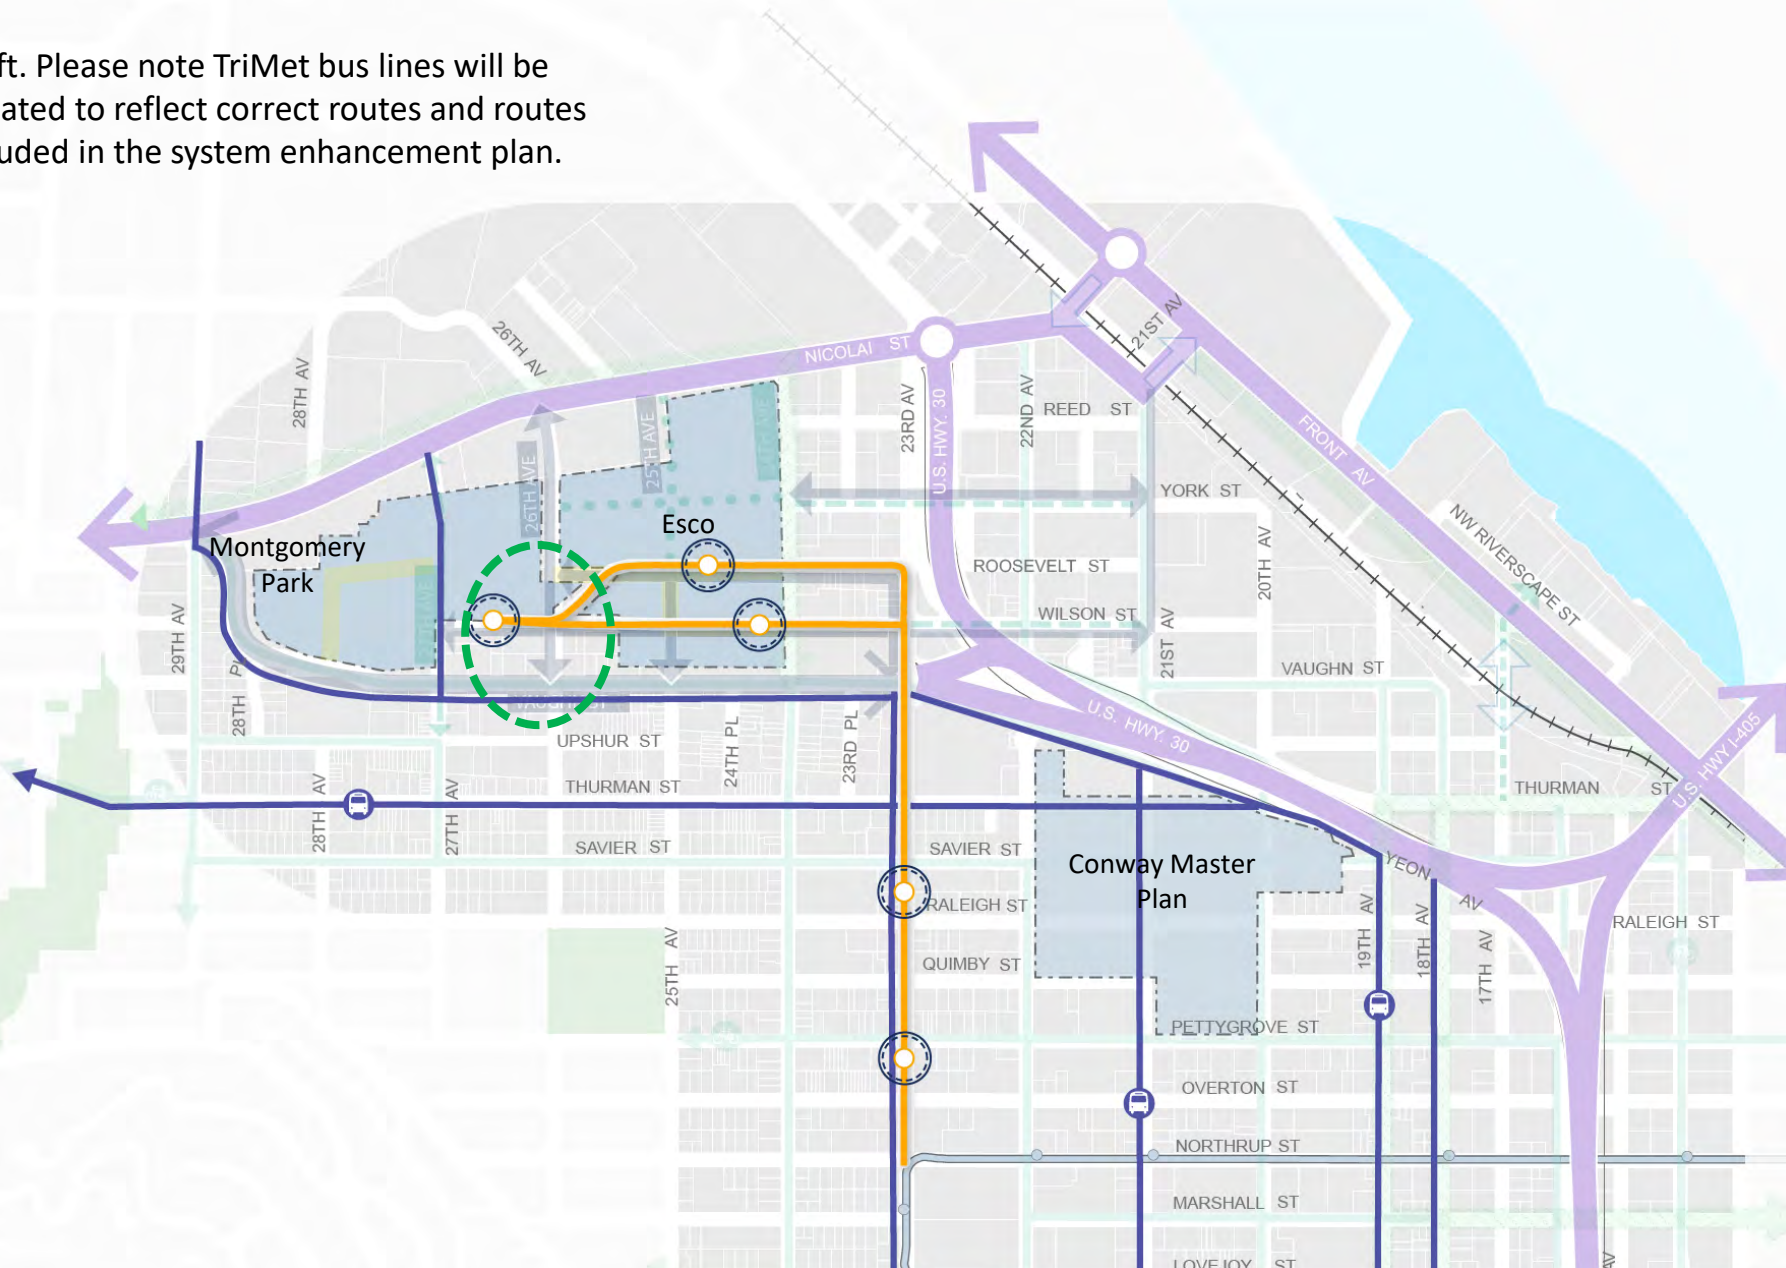 ft. Please note TriMet bus lines will be
ated to reflect correct routes and routes
uded in the system enhancement plan.
26TH AV
28TH AV
NICOLAI ST
21ST AV
23RD AV
U.S. HWY. 30
22ND AV
REED ST
FRONT AV
25TH AVE
26TH AVE
Esco
YORK ST
NW RIVERSCAPE ST
Montgomery
Park
ROOSEVELT ST
20TH AV
WILSON ST
29TH AV
21ST AV
VAUGHN ST
28TH PL
VAUGHN ST
U.S. HWY. 30
U.S. HWY I-405
UPSHUR ST
24TH PL
23RD PL
THURMAN ST
THURMAN ST
28TH AV
27TH AV
SAVIER ST
SAVIER ST
Conway Master
Plan
YEON AV
RALEIGH ST
RALEIGH ST
19TH AV
18TH AV
17TH AV
QUIMBY ST
25TH AV
PETTYGROVE ST
OVERTON ST
NORTHRUP ST
MARSHALL ST
LOVEJOY ST
AV